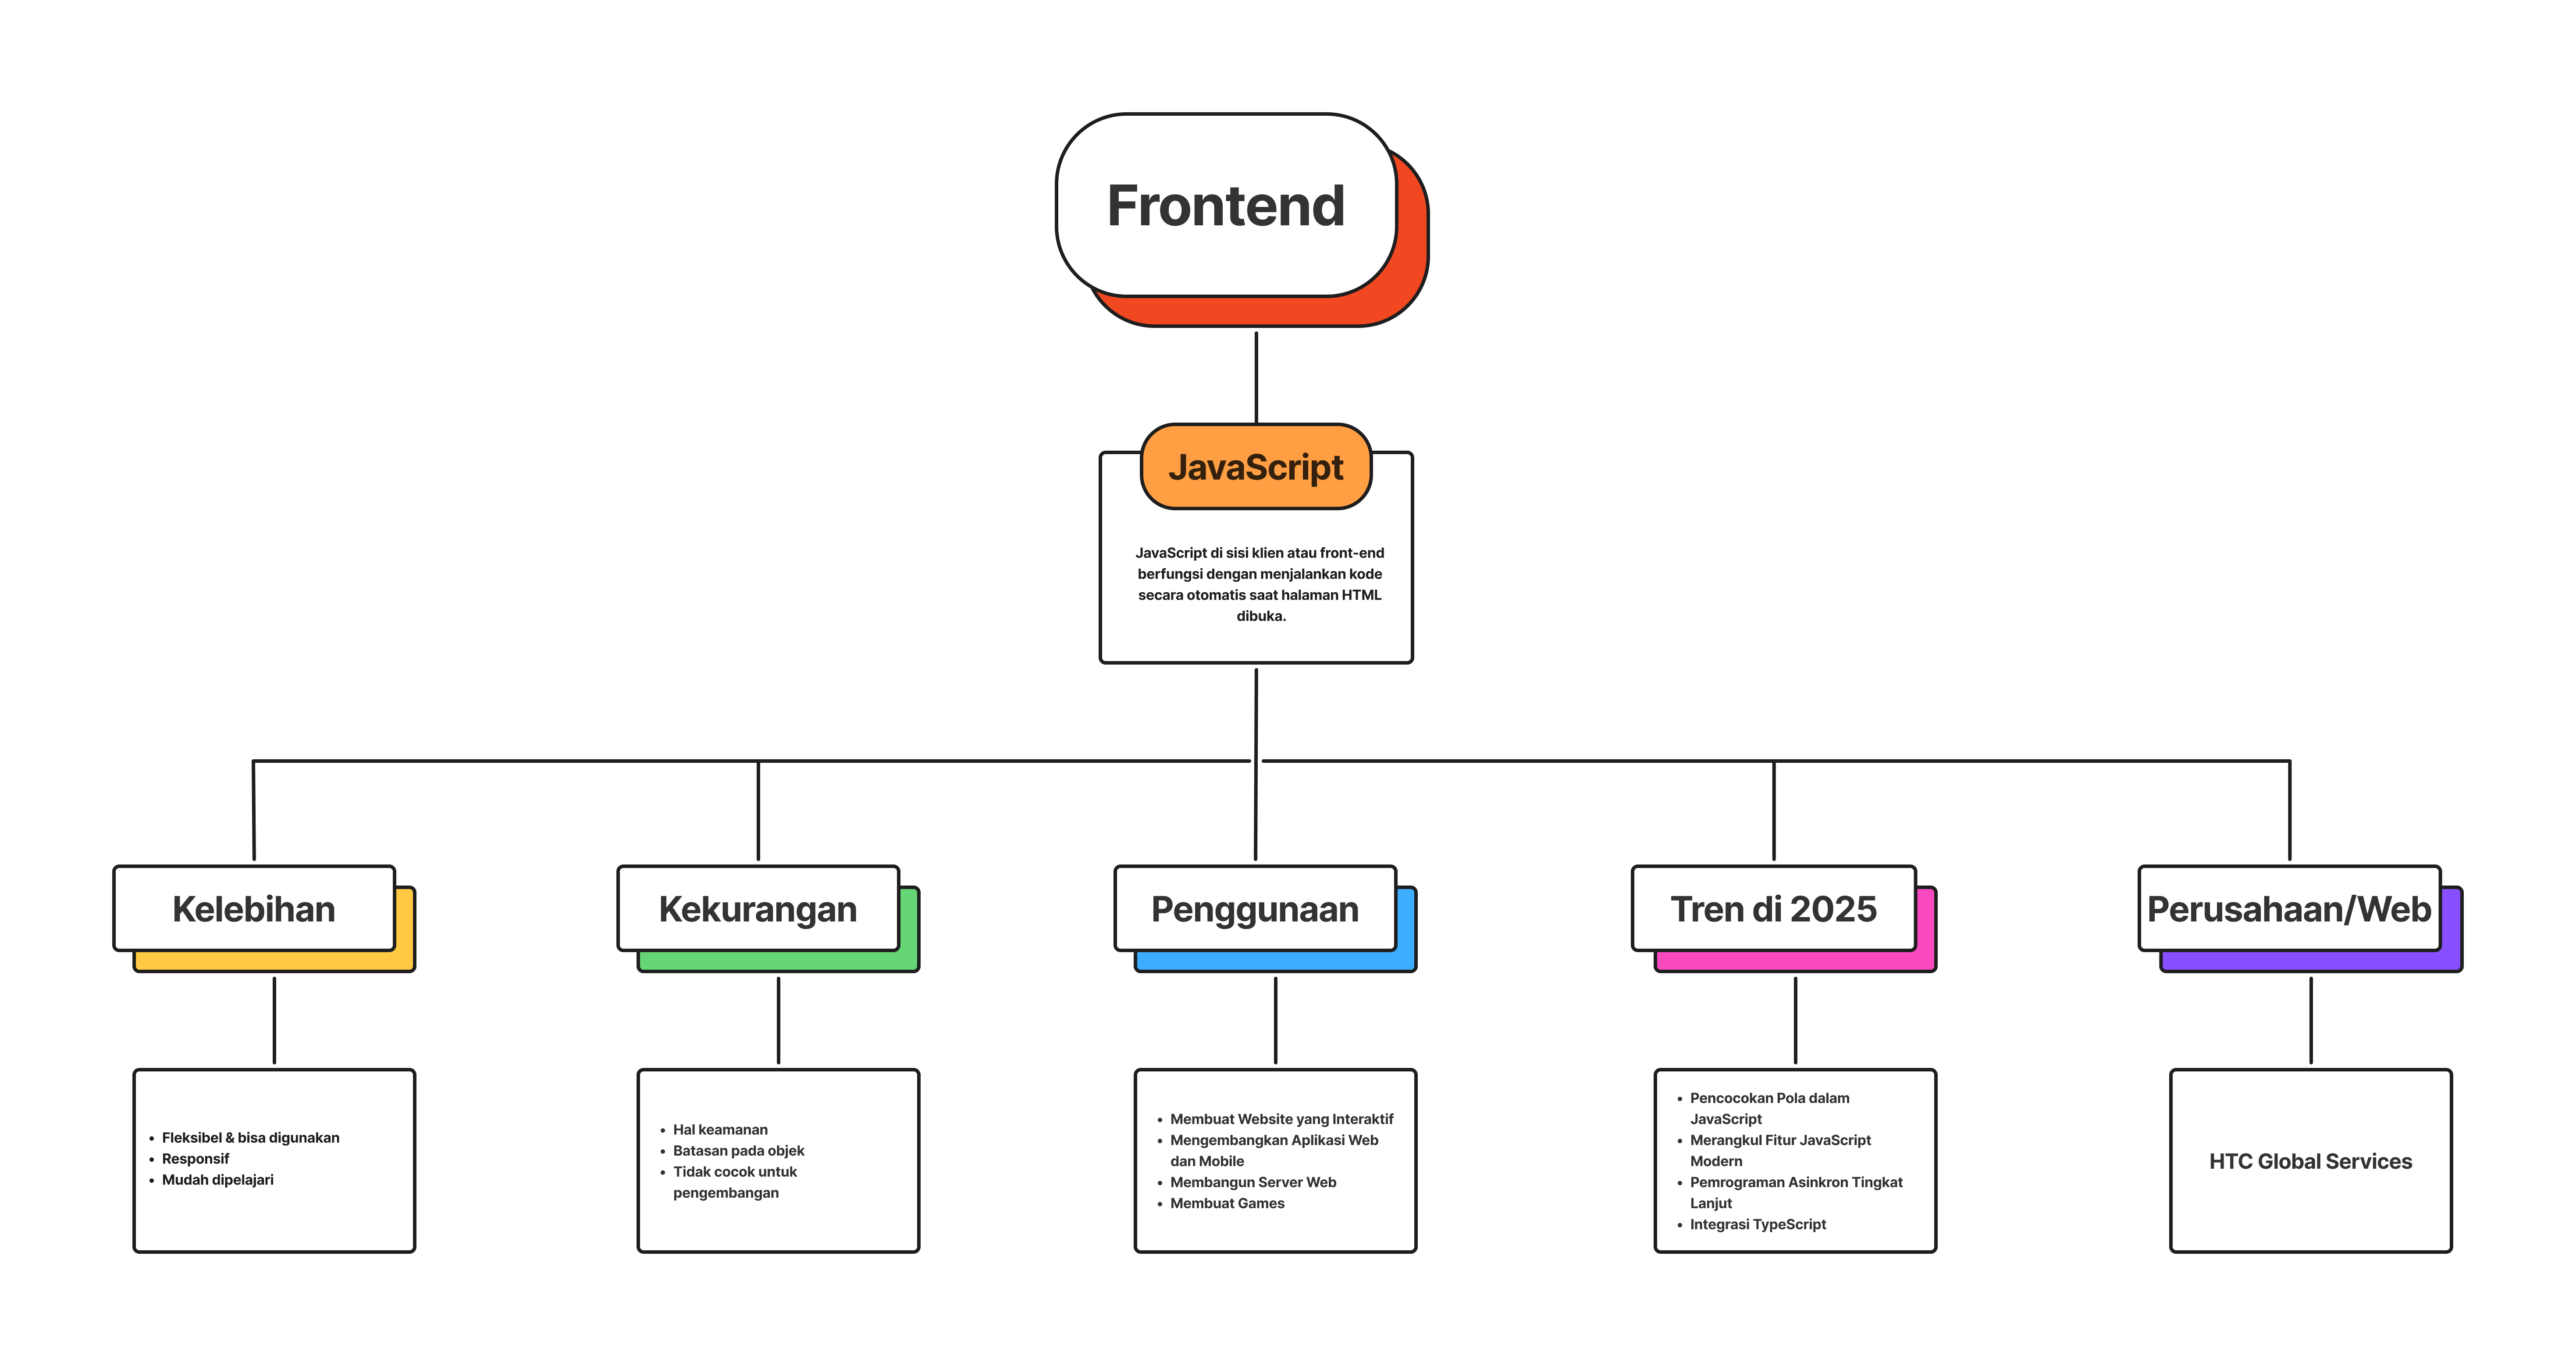 Frontend
JavaScript
JavaScript di sisi klien atau front-end
berfungsi dengan menjalankan kode
secara otomatis saat halaman HTML
dibuka.
Kelebihan
Kekurangan
Penggunaan
Tren di 2025
Perusahaan/Web
• Fleksibel & bisa digunakan
• Responsif
• Mudah dipelajari
• Hal keamanan
• Batasan pada objek
• Tidak cocok untuk
pengembangan
• Membuat Website yang Interaktif
• Mengembangkan Aplikasi Web
dan Mobile
• Membangun Server Web
• Membuat Games
• Pencocokan Pola dalam
JavaScript
• Merangkul Fitur JavaScript
Modern
• Pemrograman Asinkron Tingkat
Lanjut
• Integrasi TypeScript
HTC Global Services